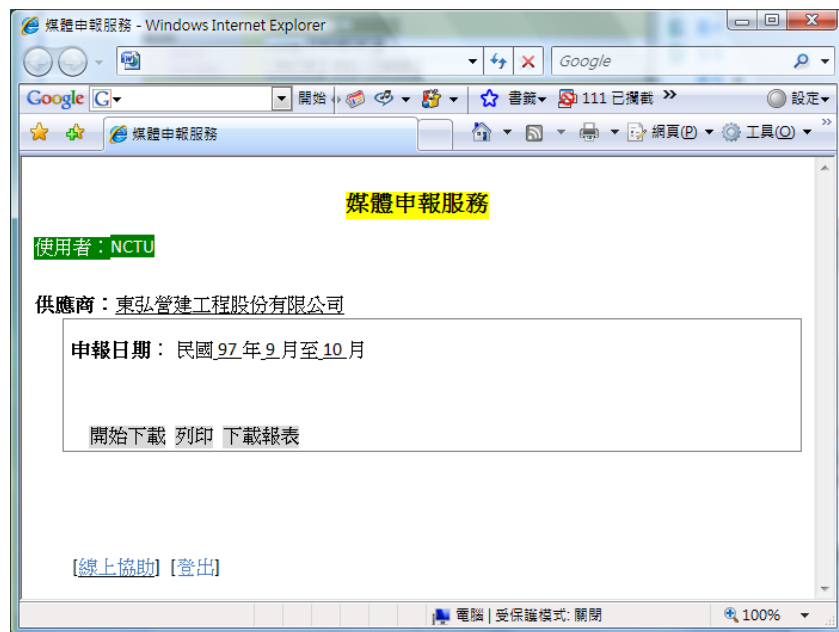 媒體申報服務 - Windows Internet Explorer
Google
Google G 開始 書籤 111 已攔截 設定
媒體申報服務 網頁(P) 工具(O)
媒體申報服務
使用者：NCTU
供應商：東弘營建工程股份有限公司
申報日期： 民國 97 年 9 月至 10 月
開始下載 列印 下載報表
[線上協助] [登出]
電腦 | 受保護模式: 關閉 100%